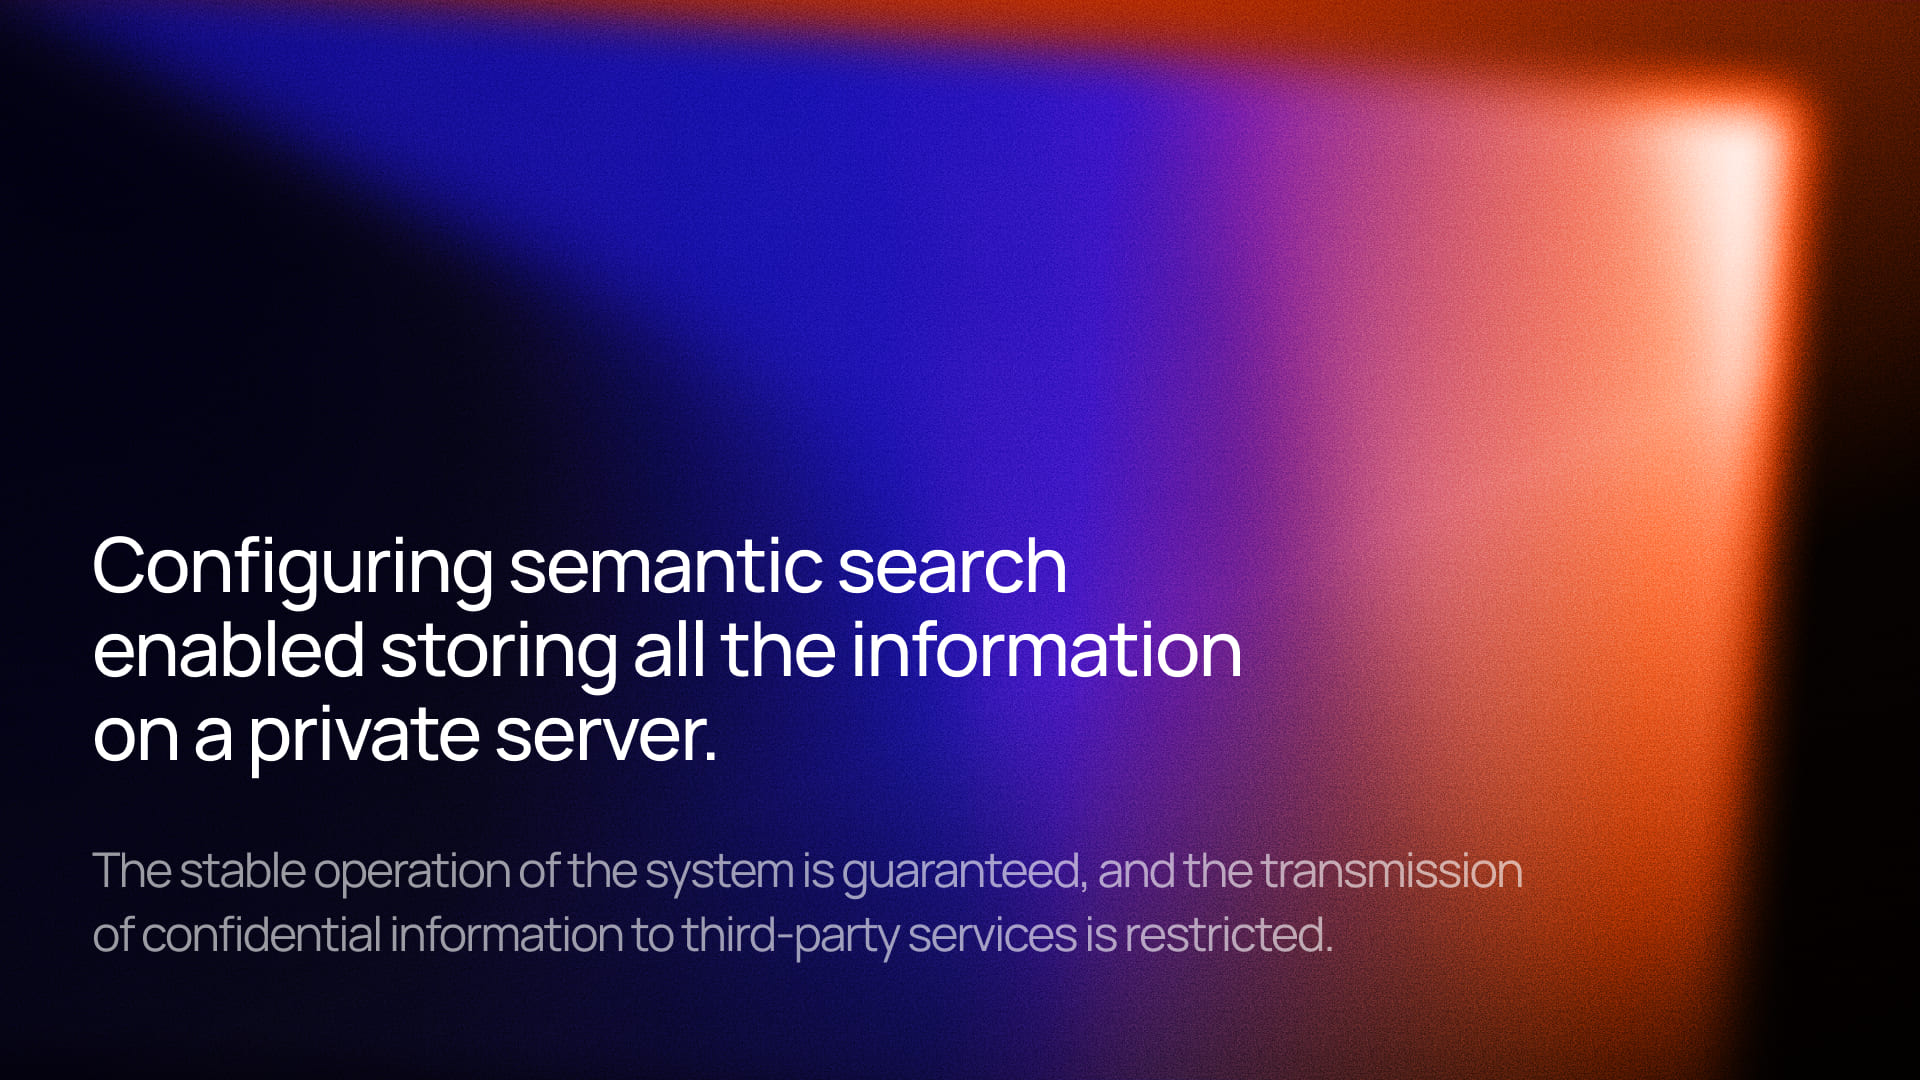 Configuring semantic search
enabled storing all the information
on a private server.
The stable operation of the system is guaranteed, and the transmission
of confidential information to third-party services is restricted.